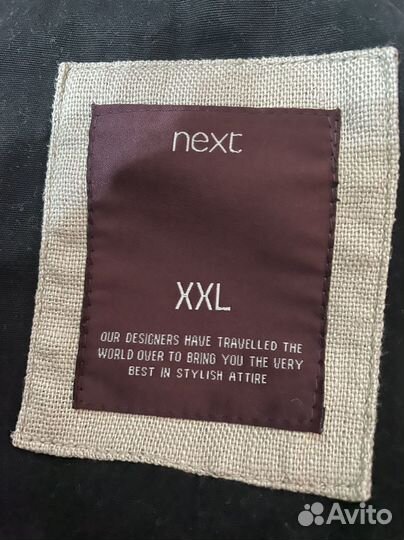 next
XXL
OUR DESIGNERS HAVE TRAVELLED THE
WORLD OVER TO BRING YOU THE VERY
BEST IN STYLISH ATTIRE
Avito